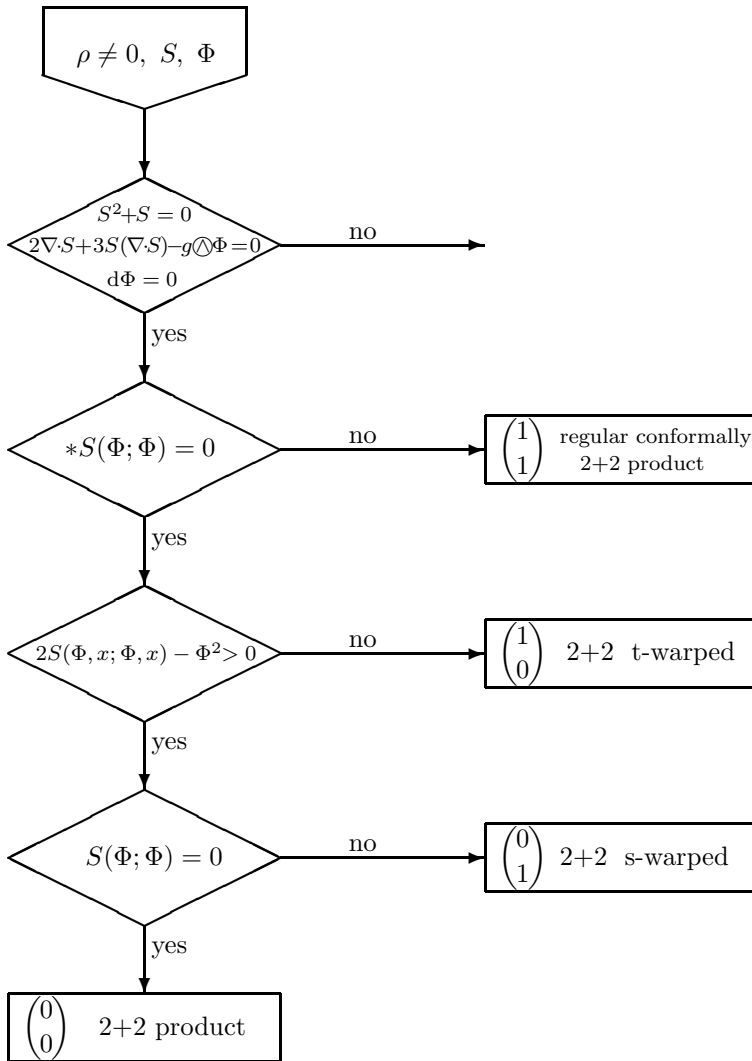 ρ ≠ 0, S, Φ
S²+S = 0
2∇·S+3S(∇·S)−g⊘Φ=0
dΦ = 0
no
yes
∗S(Φ; Φ) = 0
no
(1 1) regular conformally
2+2 product
yes
2S(Φ, x; Φ, x) − Φ² > 0
no
(1 0) 2+2 t-warped
yes
S(Φ; Φ) = 0
no
(0 1) 2+2 s-warped
yes
(0 0) 2+2 product